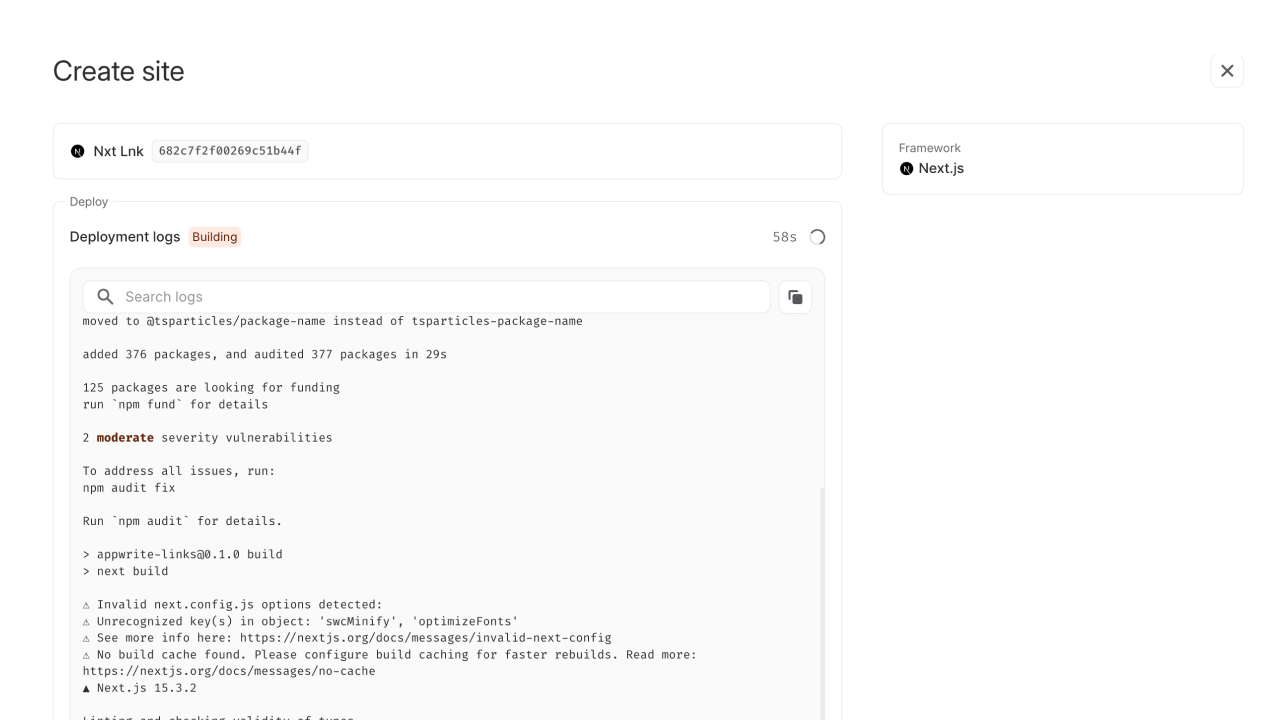 Create site
Nxt Lnk 682c7f2f00269c51b44f
Framework
Next.js
Deploy
Deployment logs Building 58s
Search logs
moved to @tsparticles/package-name instead of tsparticles-package-name
added 376 packages, and audited 377 packages in 29s
125 packages are looking for funding
run `npm fund` for details
2 moderate severity vulnerabilities
To address all issues, run:
npm audit fix
Run `npm audit` for details.
> appwrite-links@0.1.0 build
> next build
⚠ Invalid next.config.js options detected:
⚠ Unrecognized key(s) in object: 'swcMinify', 'optimizeFonts'
⚠ See more info here: https://nextjs.org/docs/messages/invalid-next-config
⚠ No build cache found. Please configure build caching for faster rebuilds. Read more:
https://nextjs.org/docs/messages/no-cache
▲ Next.js 15.3.2
Linting and checking validity of types